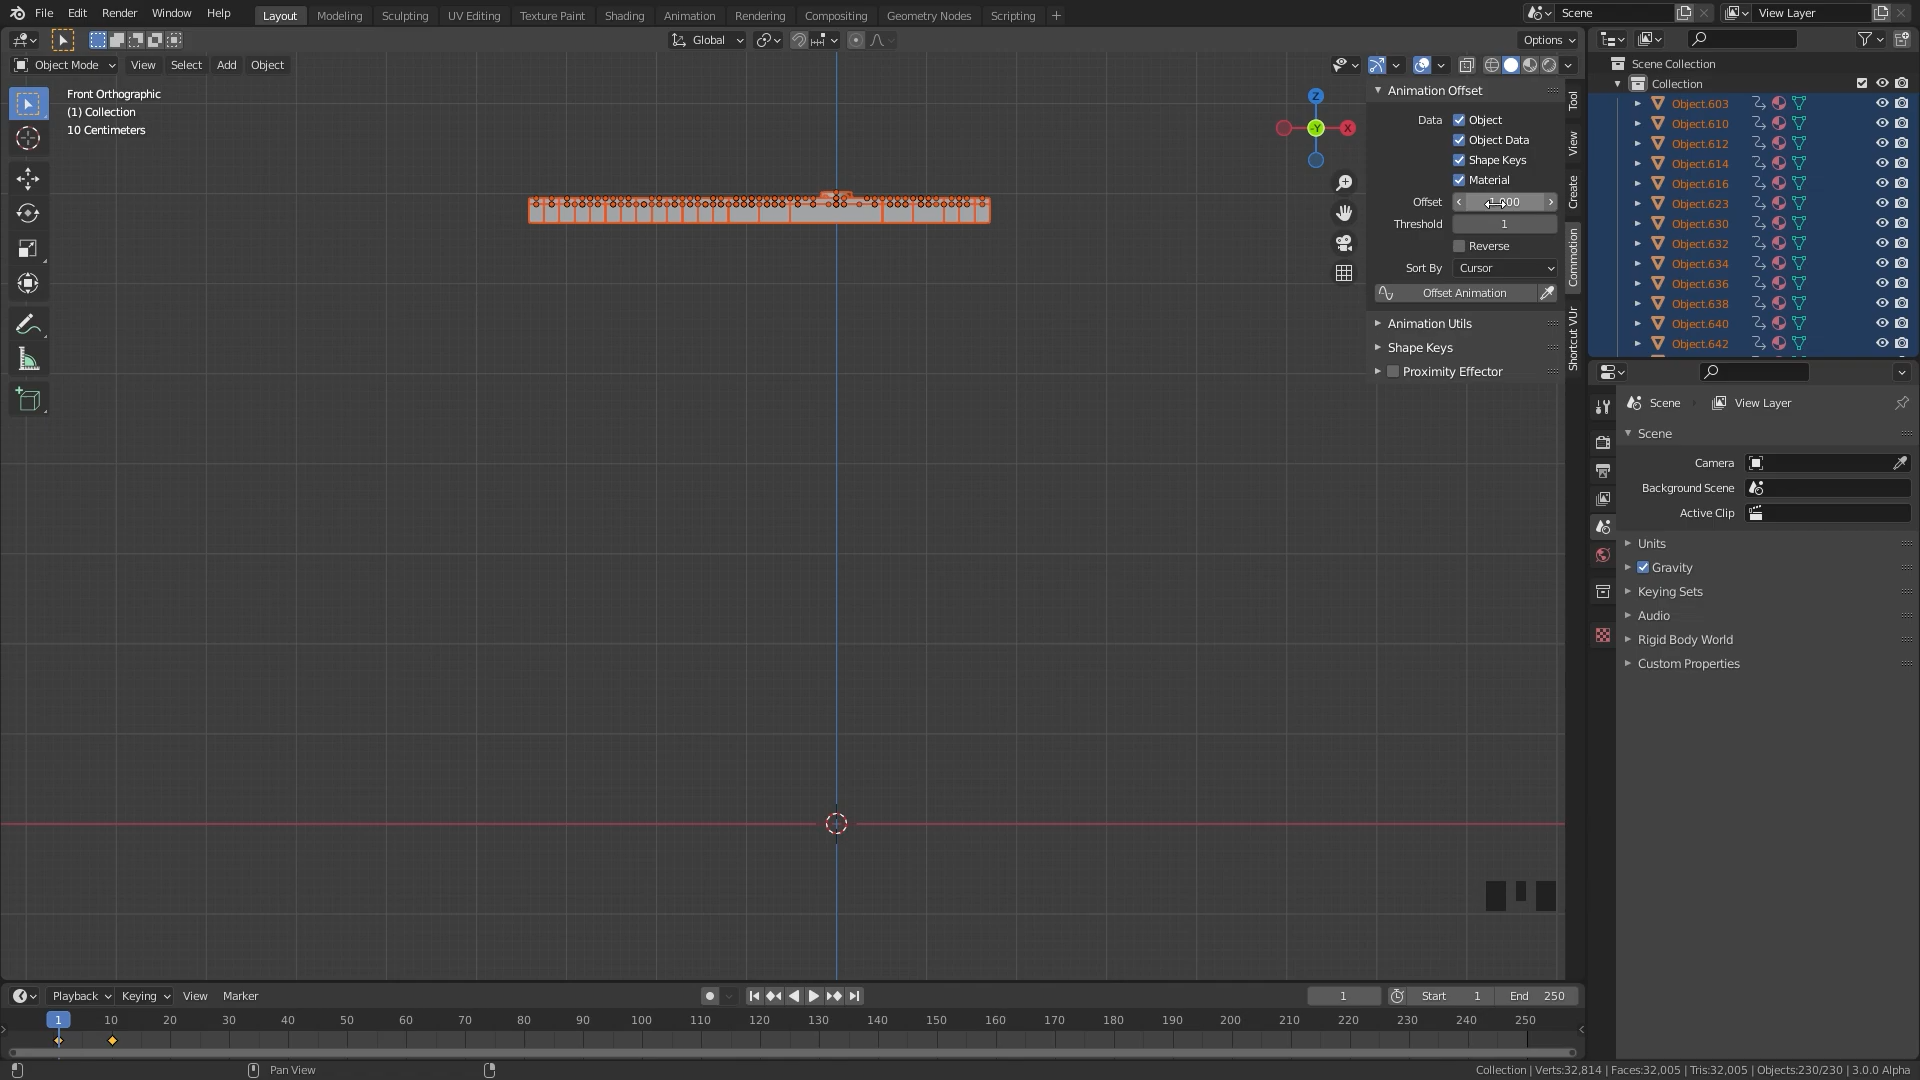 File Edit Render Window Help Layout Modeling Sculpting UV Editing Texture Paint Shading Animation Rendering Compositing Geometry Nodes Scripting + Scene View Layer
Global Options
Object Mode View Select Add Object
Front Orthographic
(1) Collection
10 Centimeters
Z
-Y
X
Animation Offset
Data Object
Object Data
Shape Keys
Material
Offset
Threshold 1
Reverse
Sort By Cursor
Offset Animation
Animation Utils
Shape Keys
Proximity Effector
Tool
View
Create
Commotion
Shortcut VUr
Scene Collection
Collection
Object.603
Object.610
Object.612
Object.614
Object.616
Object.623
Object.630
Object.632
Object.634
Object.636
Object.638
Object.640
Object.642
Scene View Layer
Scene
Camera
Background Scene
Active Clip
Units
Gravity
Keying Sets
Audio
Rigid Body World
Custom Properties
Playback Keying View Marker 1 Start 1 End 250
1 10 20 30 40 50 60 70 80 90 100 110 120 130 140 150 160 170 180 190 200 210 220 230 240 250
Pan View
Collection | Verts:32,814 | Faces:32,005 | Tris:32,005 | Objects:230/230 | 3.0.0 Alpha